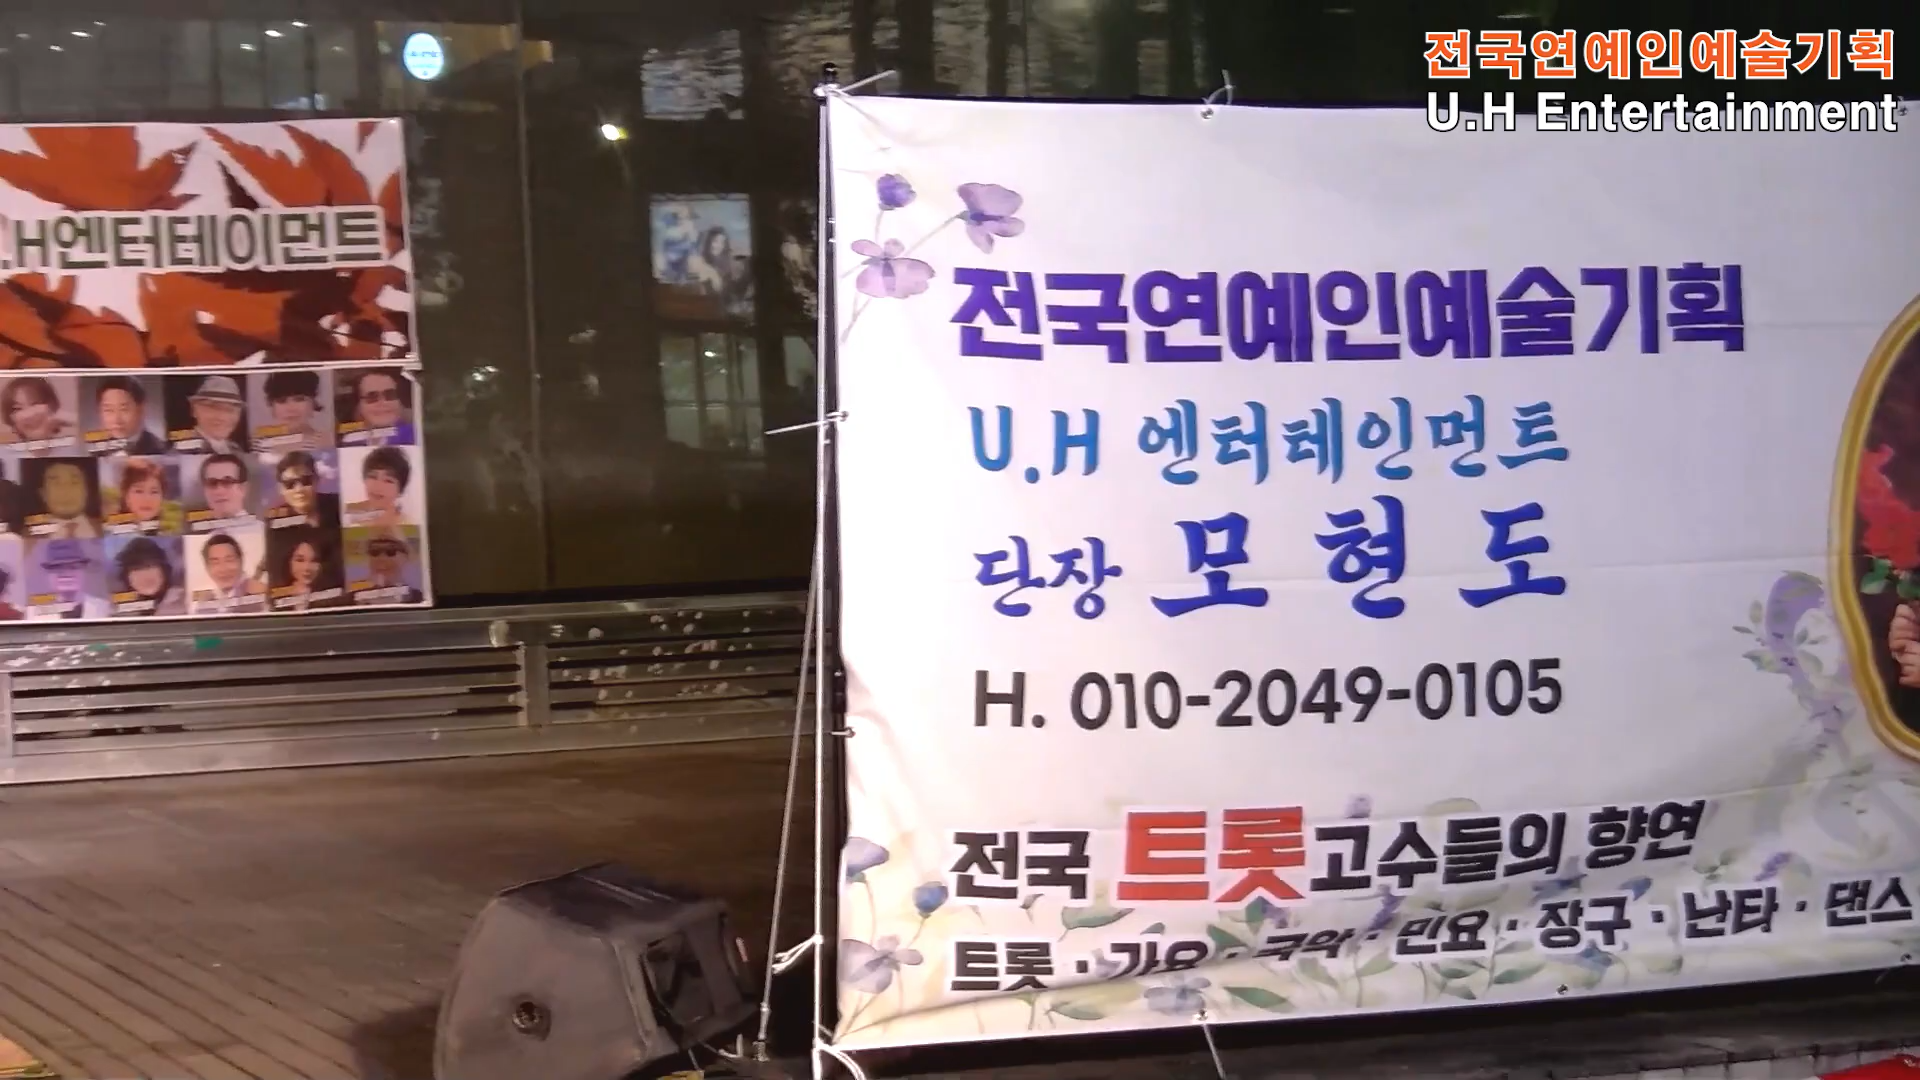 전국연예인예술기획
U.H Entertainment
.H엔터테이먼트
전국연예인예술기획
U.H 엔터테인먼트
단장 모현도
H. 010-2049-0105
전국 트롯고수들의 향연
트롯 · 가요 · 국악 · 민요 · 장구 · 난타 · 댄스